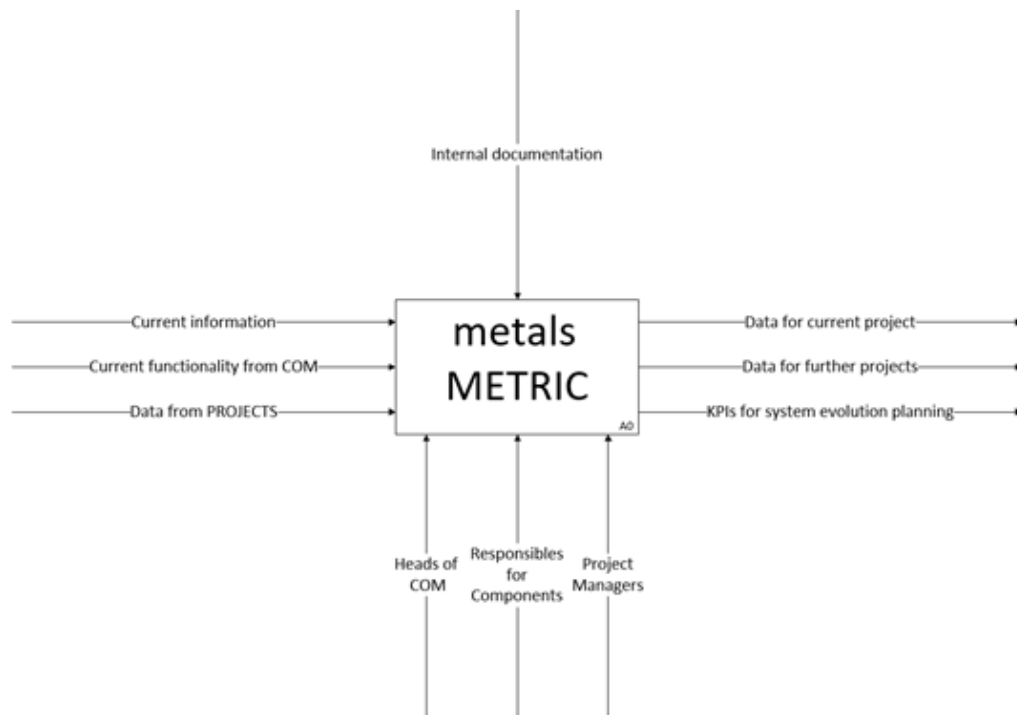 Internal documentation
metals
METRIC
A0
Current information
Current functionality from COM
Data from PROJECTS
Data for current project
Data for further projects
KPIs for system evolution planning
Heads of
COM
Responsibles
for
Components
Project
Managers